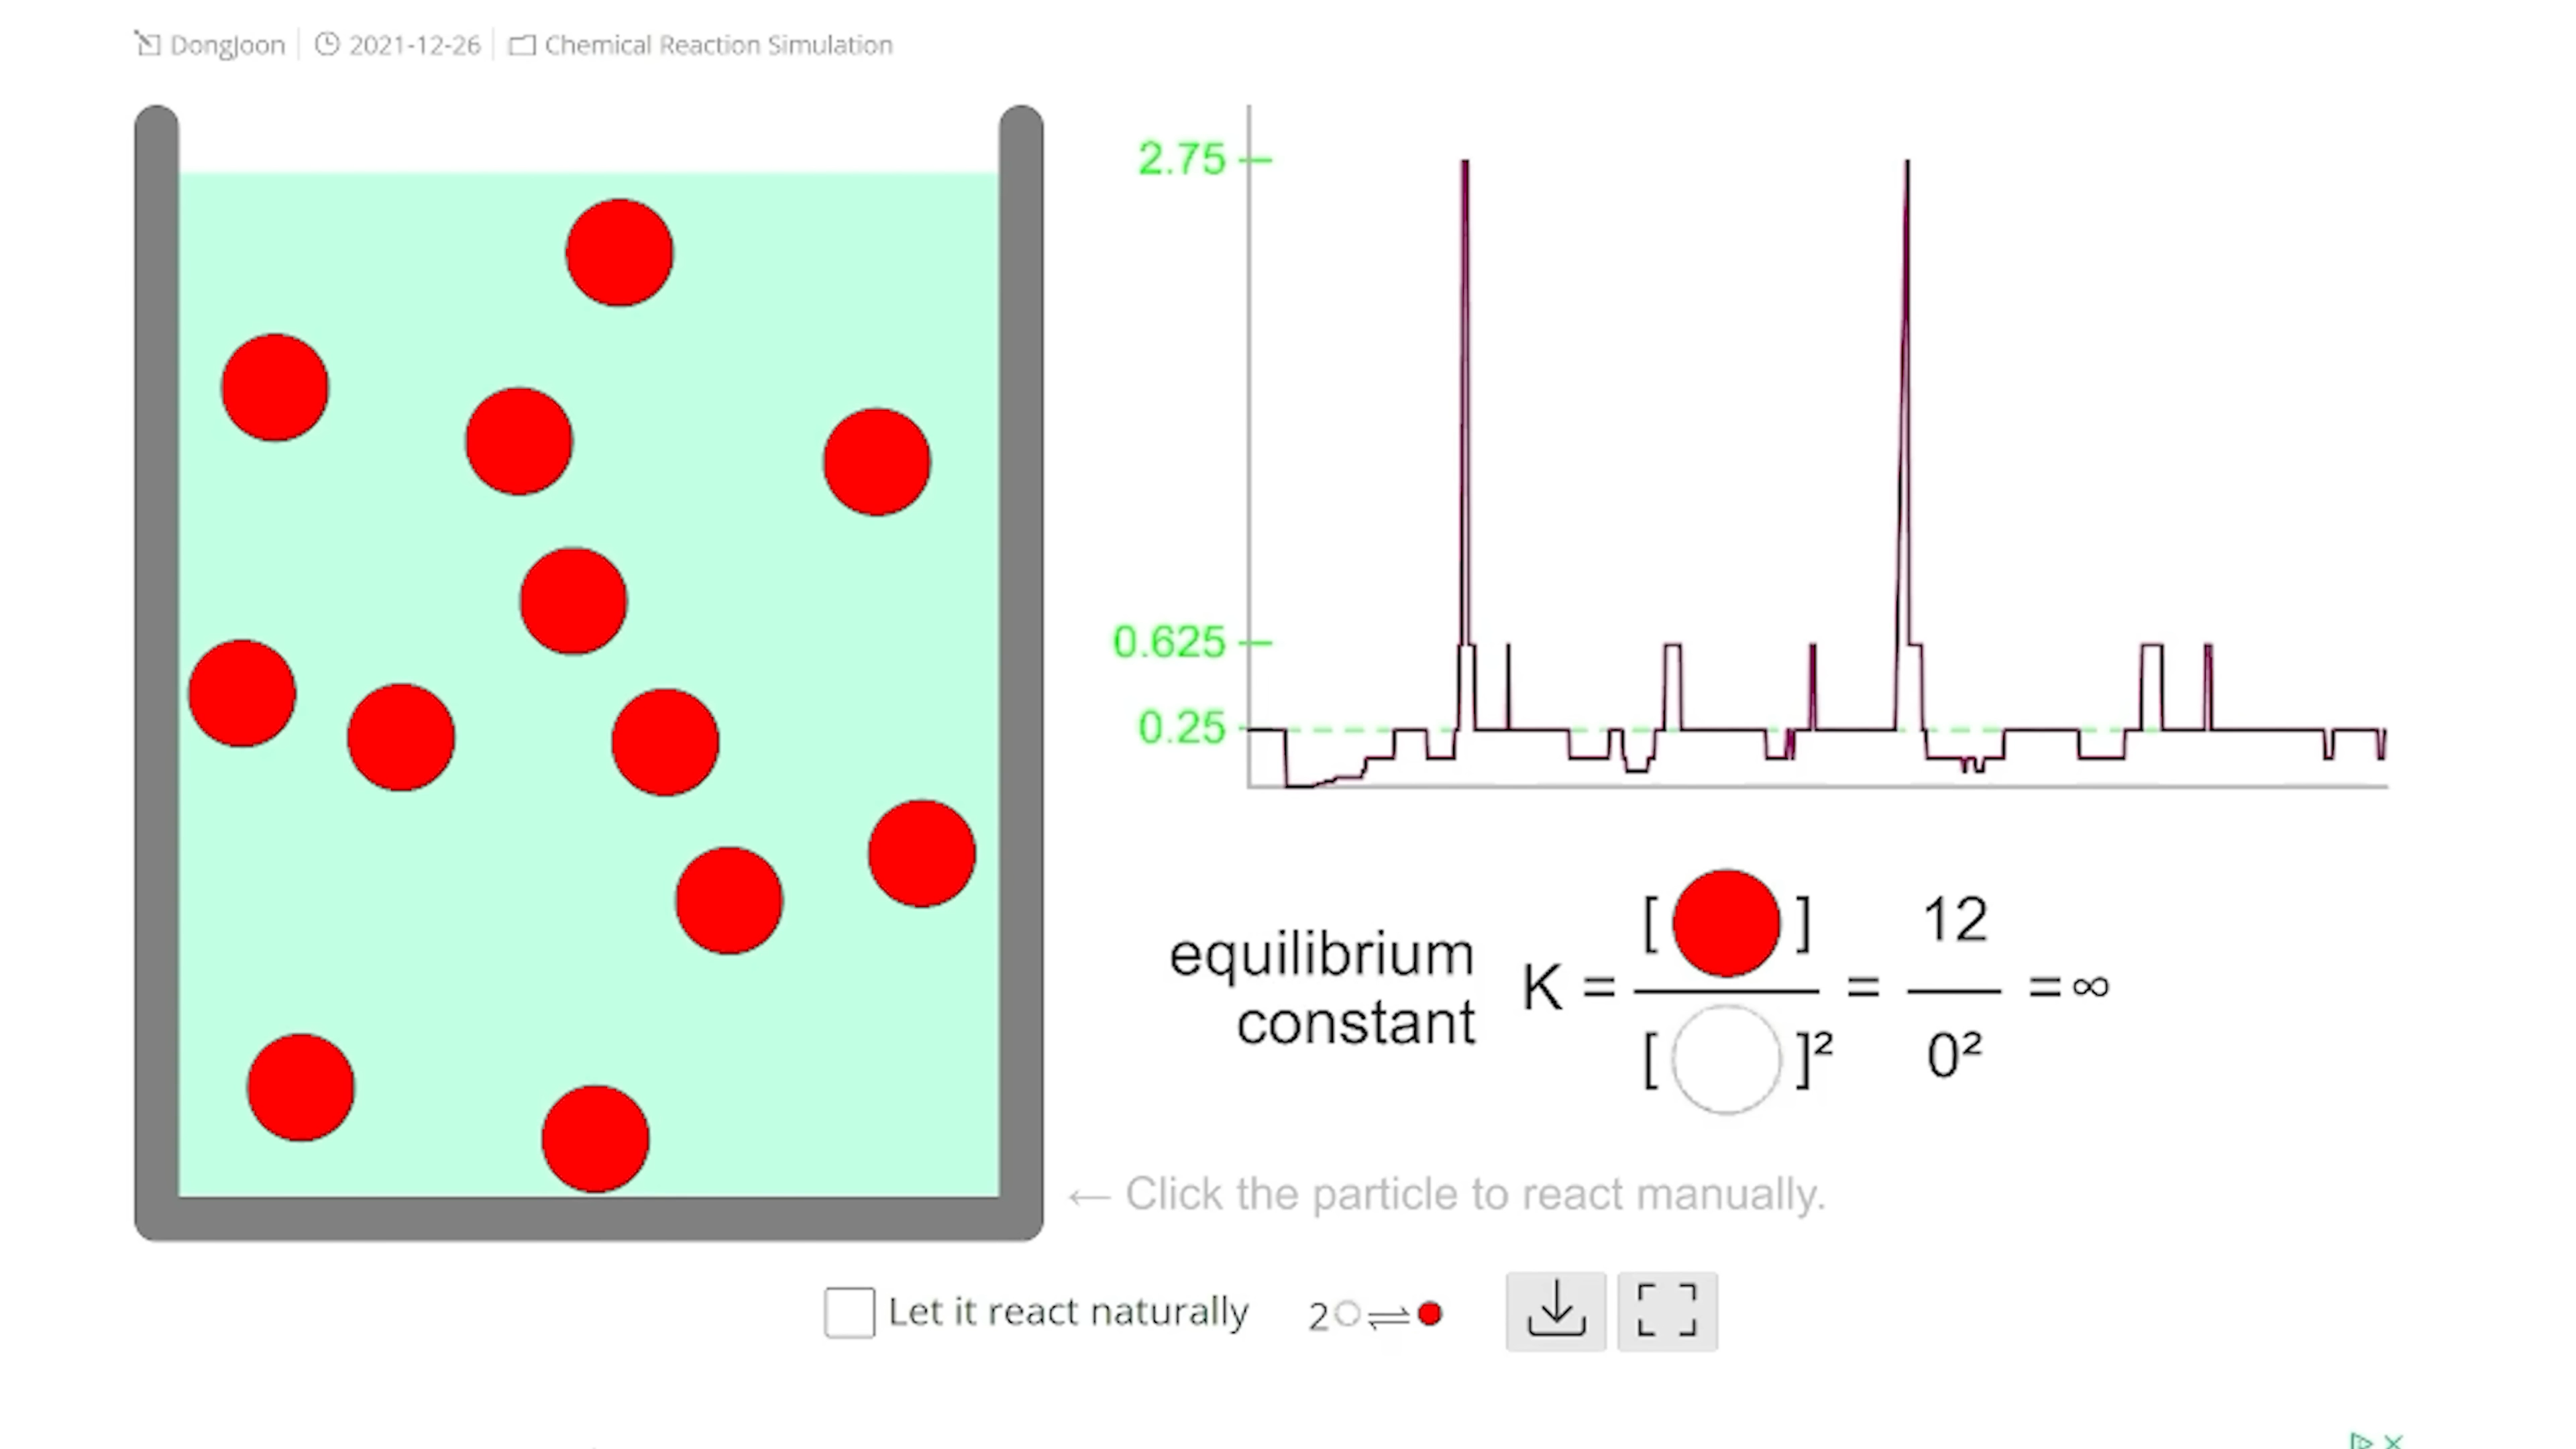 DongJoon 2021-12-26 Chemical Reaction Simulation
2.75
0.625
0.25
equilibrium
constant
K = [ ] / [ ]² = 12 / 0² = ∞
← Click the particle to react manually.
Let it react naturally 2 ⇌